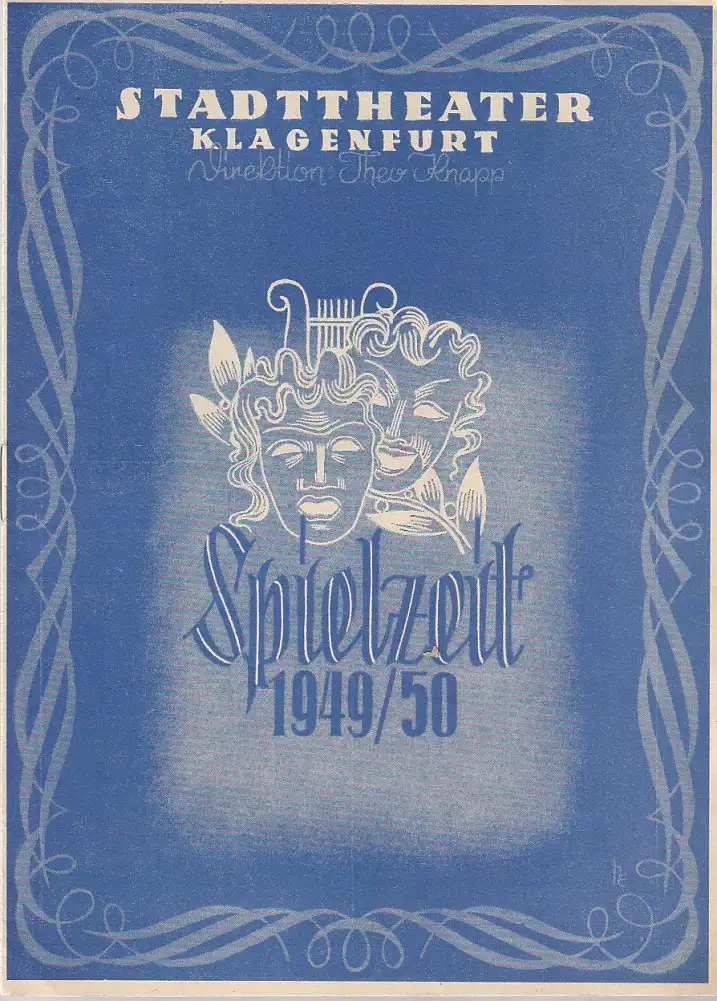 STADTTHEATER
KLAGENFURT
Direktion: Theo Knapp
Spielzeit
1949/50